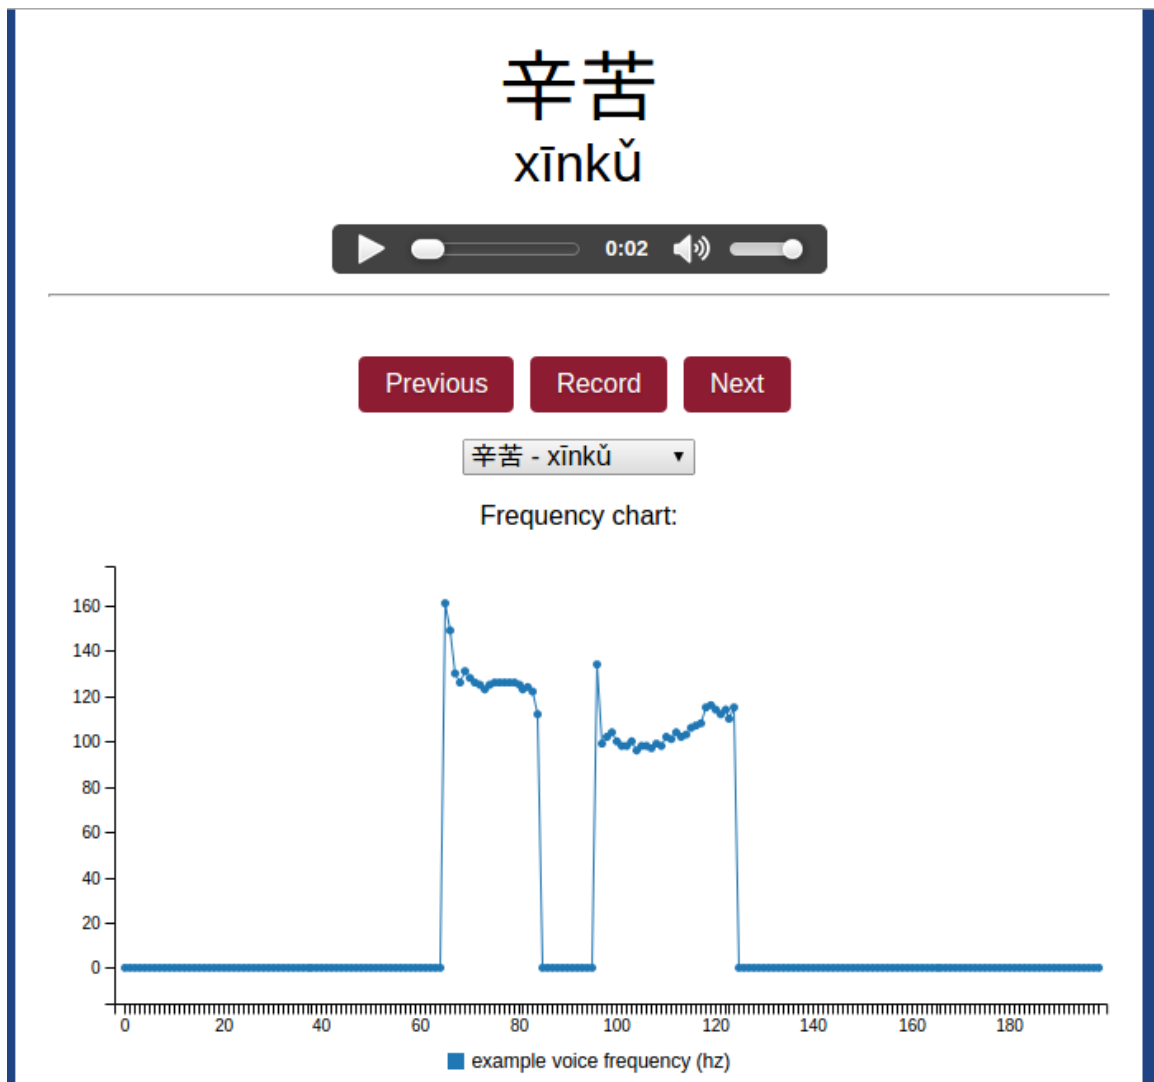 辛苦
xīnkǔ
0:02
Previous Record Next
辛苦 - xīnkǔ
Frequency chart:
160
140
120
100
80
60
40
20
0
0 20 40 60 80 100 120 140 160 180
example voice frequency (hz)